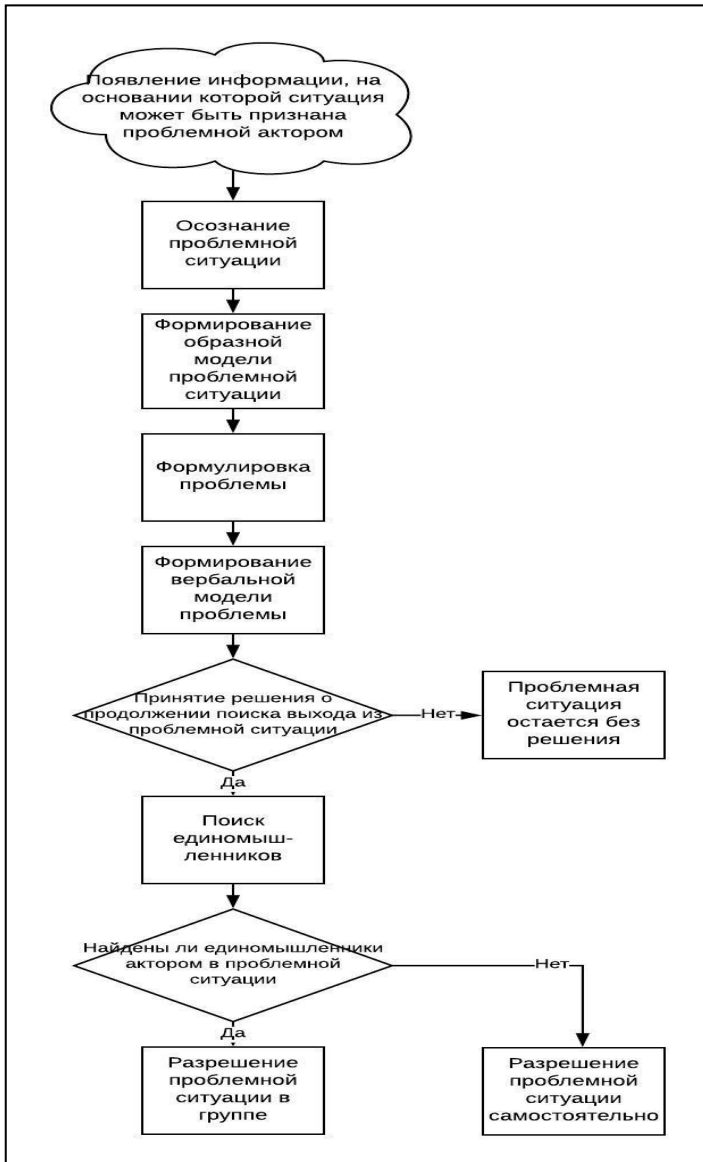 Появление информации, на
основании которой ситуация
может быть признана
проблемной актором
Осознание
проблемной
ситуации
Формирование
образной
модели
проблемной
ситуации
Формулировка
проблемы
Формирование
вербальной
модели
проблемы
Принятие решения о
продолжении поиска выхода из
проблемной ситуации
Нет
Проблемная
ситуация
остается без
решения
Да
Поиск
единомыш-
ленников
Найдены ли единомышленники
актором в проблемной
ситуации
Нет
Да
Разрешение
проблемной
ситуации в
группе
Разрешение
проблемной
ситуации
самостоятельно